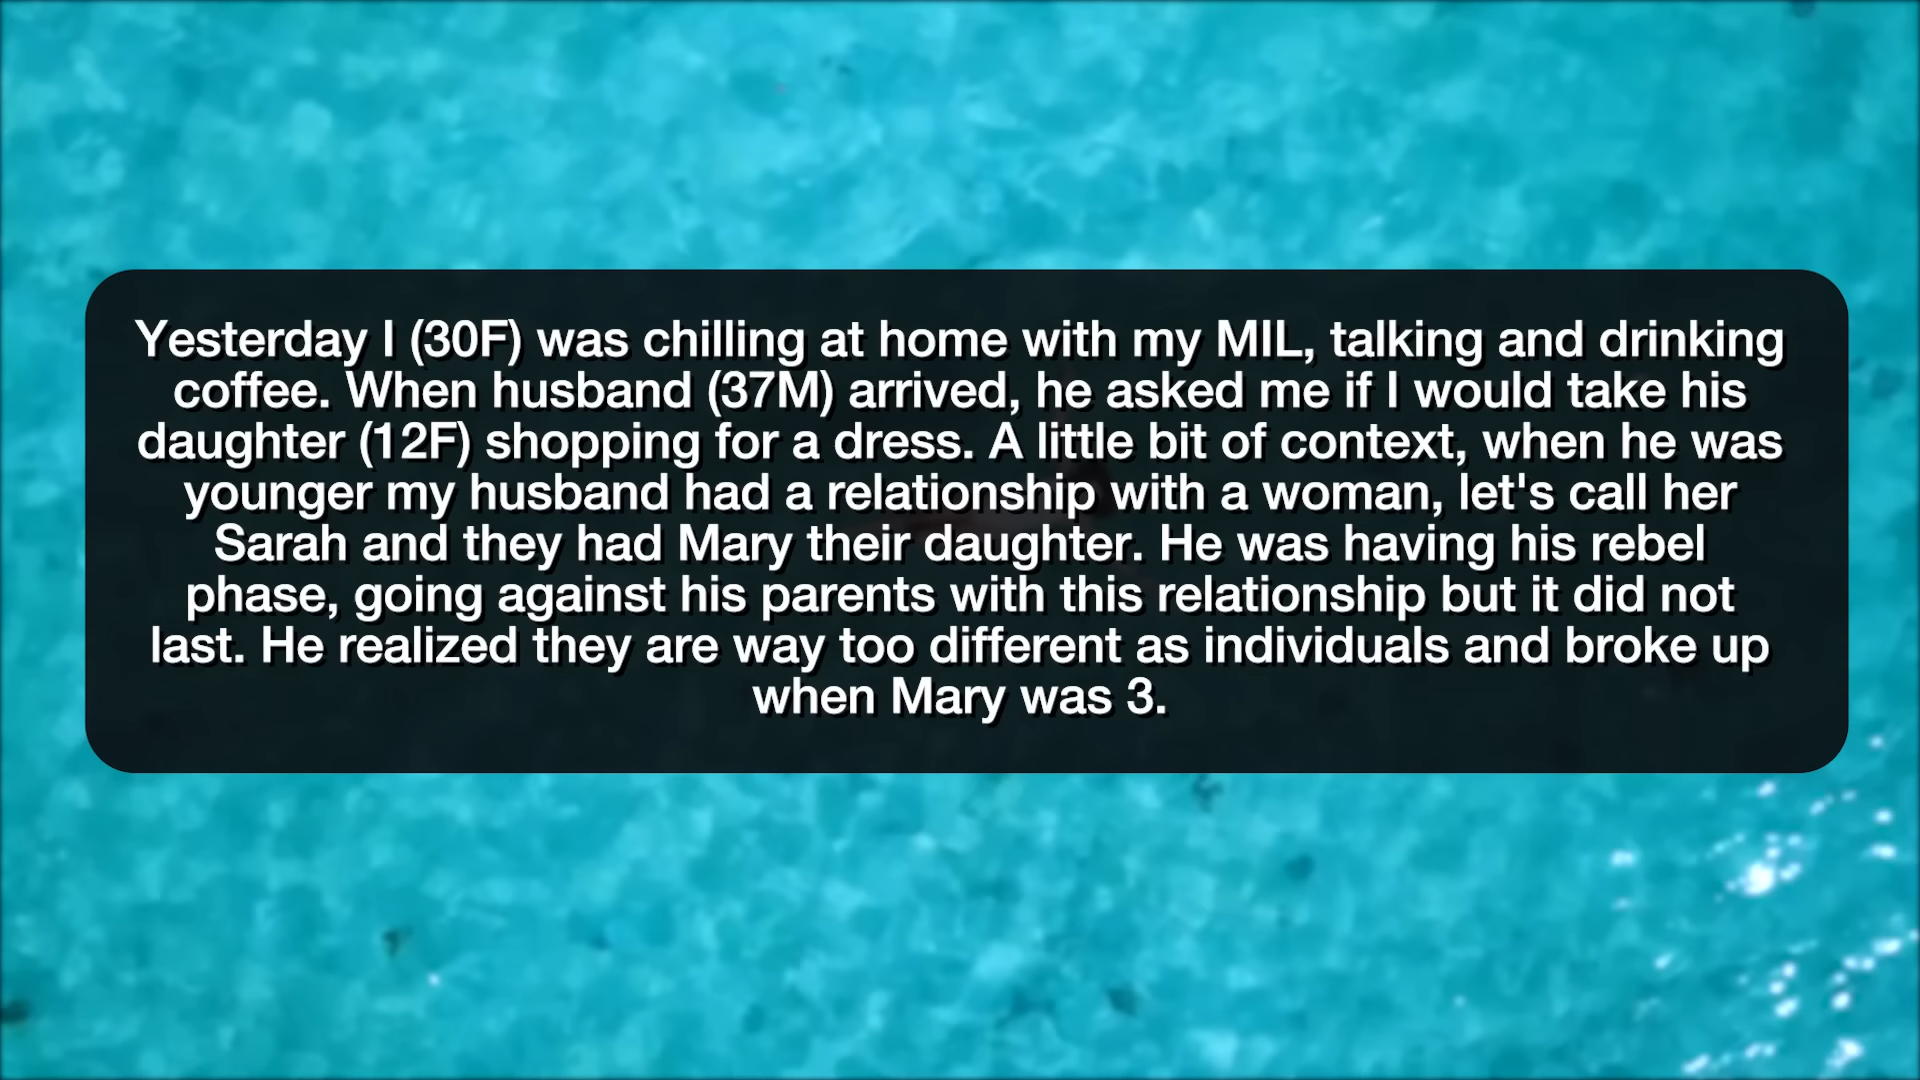 Yesterday I (30F) was chilling at home with my MIL, talking and drinking
coffee. When husband (37M) arrived, he asked me if I would take his
daughter (12F) shopping for a dress. A little bit of context, when he was
younger my husband had a relationship with a woman, let's call her
Sarah and they had Mary their daughter. He was having his rebel
phase, going against his parents with this relationship but it did not
last. He realized they are way too different as individuals and broke up
when Mary was 3.